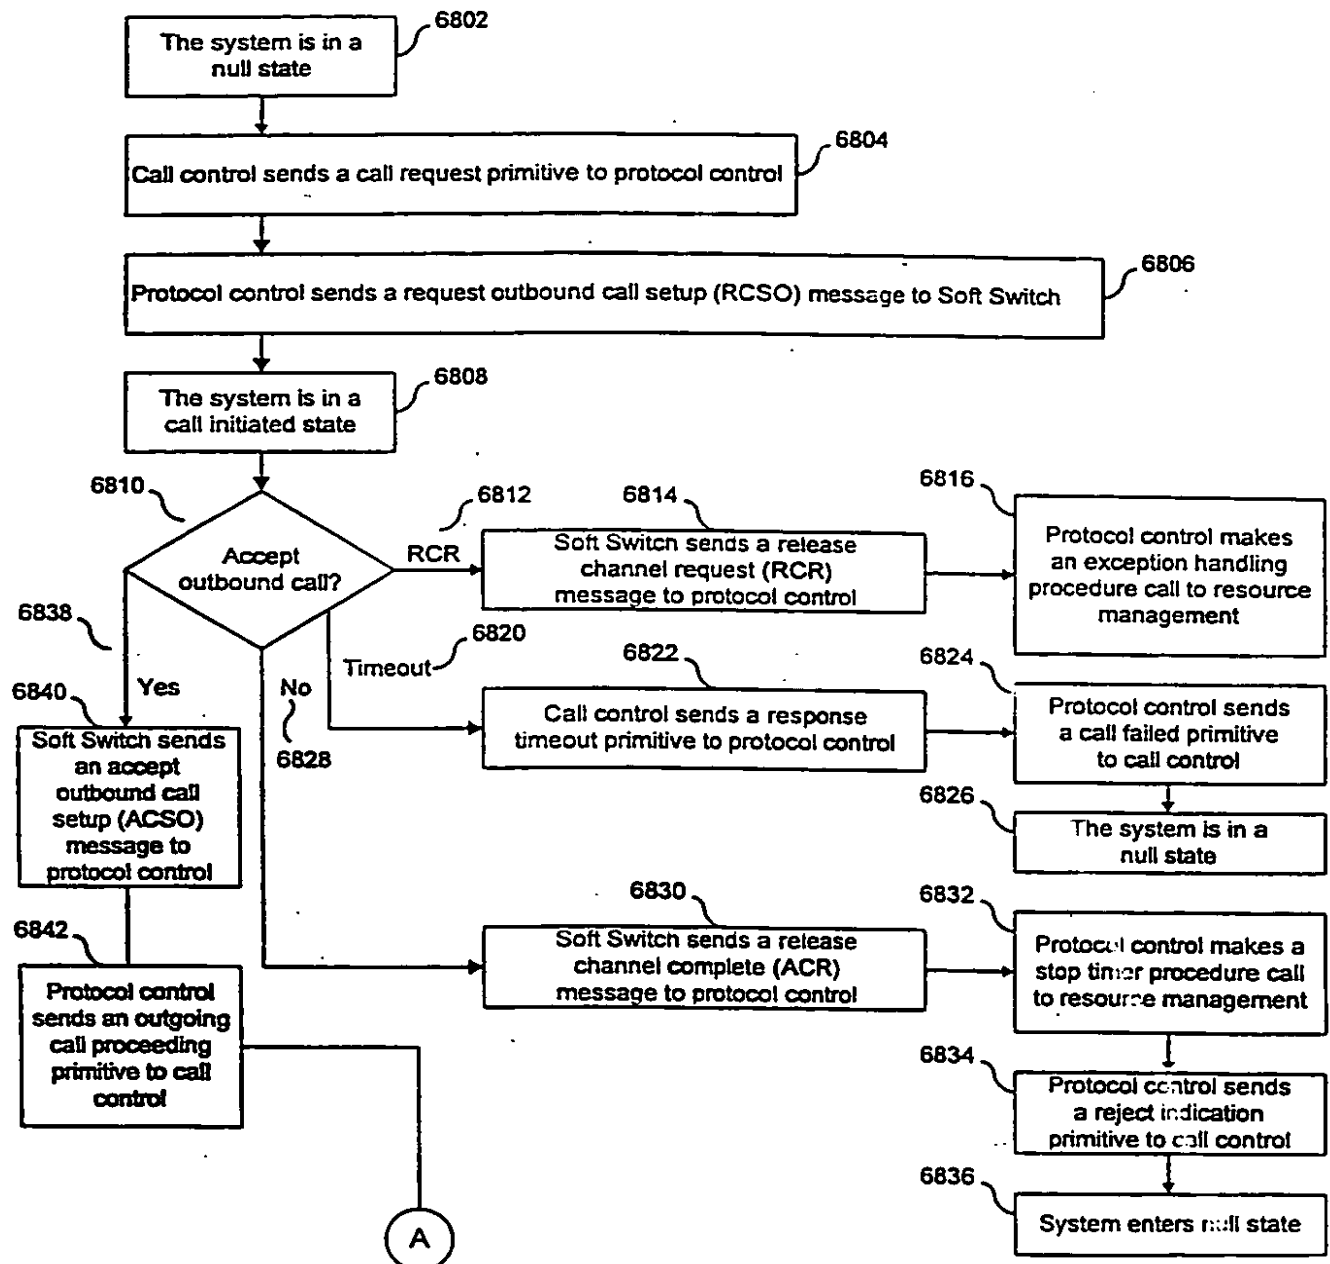 6802
The system is in a
null state
6804
Call control sends a call request primitive to protocol control
6806
Protocol control sends a request outbound call setup (RCSO) message to Soft Switch
6808
The system is in a
call initiated state
6810
Accept
outbound call?
6812
RCR
6814
Soft Switch sends a release
channel request (RCR)
message to protocol control
6816
Protocol control makes
an exception handling
procedure call to resource
management
6820
Timeout
6822
Call control sends a response
timeout primitive to protocol control
6824
Protocol control sends
a call failed primitive
to call control
6826
The system is in a
null state
No
6828
6830
Soft Switch sends a release
channel complete (ACR)
message to protocol control
6832
Protocol control makes a
stop timer procedure call
to resource management
6834
Protocol control sends
a reject indication
primitive to call control
6836
System enters null state
6838
Yes
6840
Soft Switch sends
an accept
outbound call
setup (ACSO)
message to
protocol control
6842
Protocol control
sends an outgoing
call proceeding
primitive to call
control
A